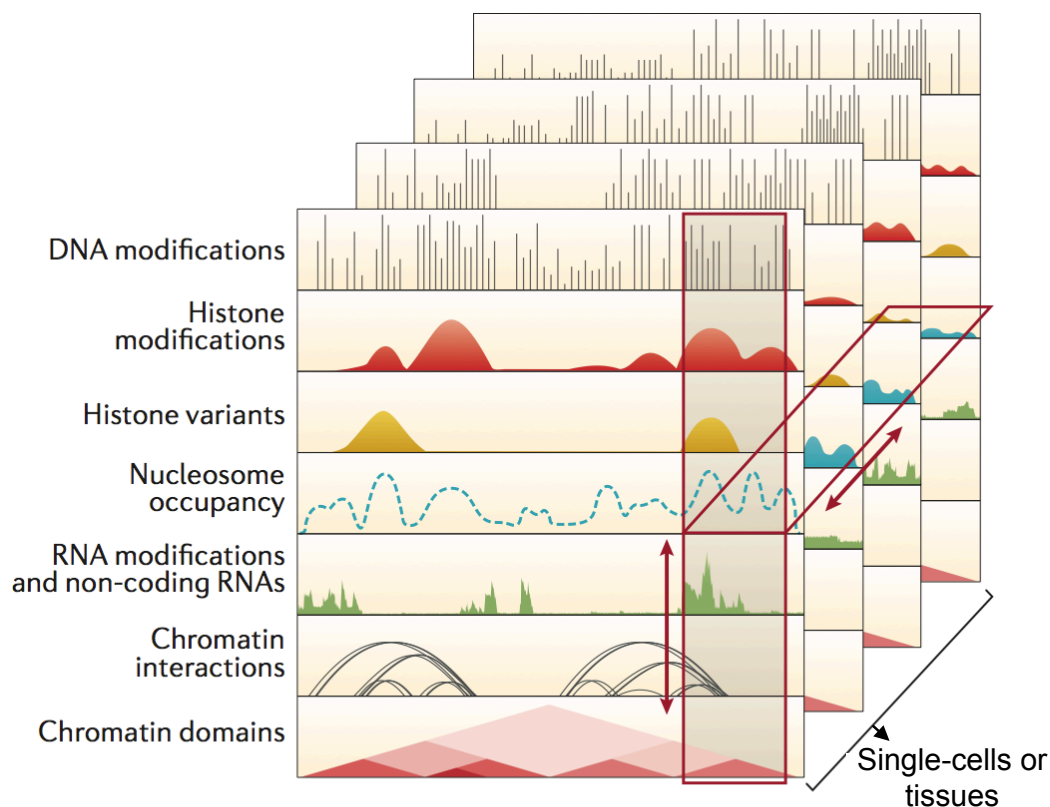 DNA modifications
Histone
modifications
Histone variants
Nucleosome
occupancy
RNA modifications
and non-coding RNAs
Chromatin
interactions
Chromatin domains
Single-cells or
tissues